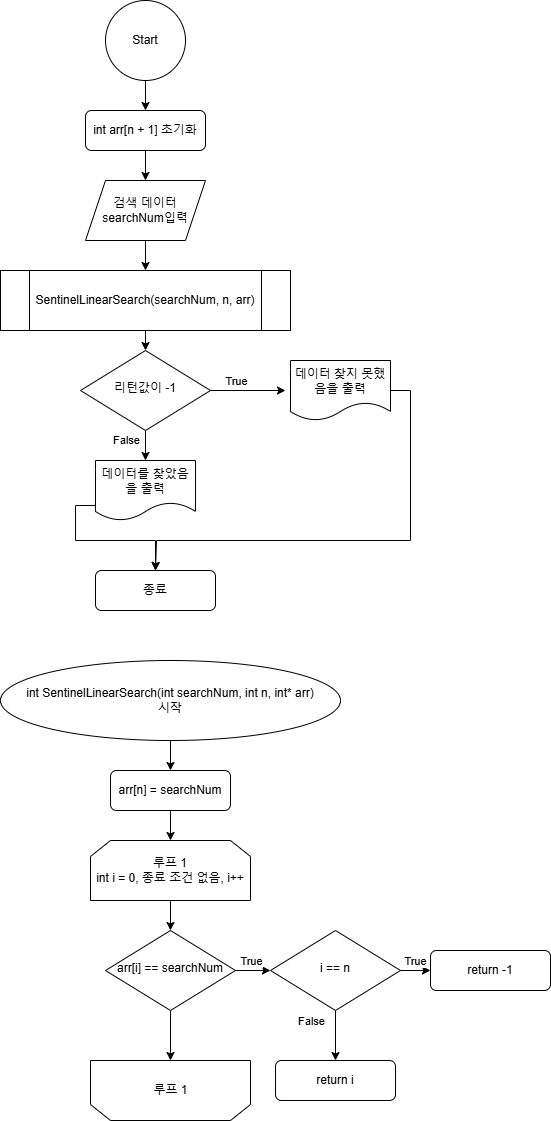 Start
int arr[n + 1] 초기화
검색 데이터
searchNum입력
SentinelLinearSearch(searchNum, n, arr)
리턴값이 -1
True
데이터 찾지 못했
음을 출력
False
데이터를 찾았음
을 출력
종료
int SentinelLinearSearch(int searchNum, int n, int* arr)
시작
arr[n] = searchNum
루프 1
int i = 0, 종료 조건 없음, i++
arr[i] == searchNum
True
i == n
True
return -1
False
return i
루프 1